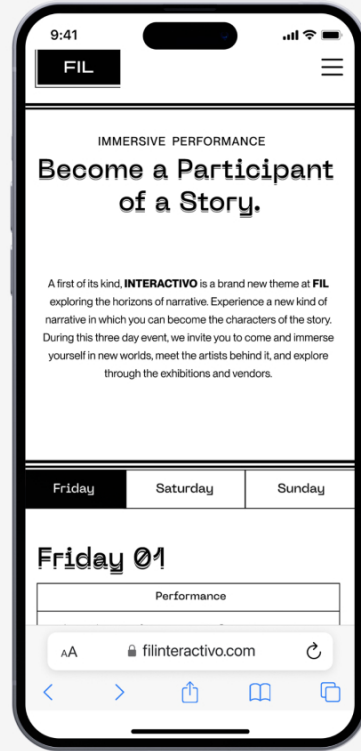 9:41
FIL
IMMERSIVE PERFORMANCE
Become a Participant
of a Story.
A first of its kind, INTERACTIVO is a brand new theme at FIL
exploring the horizons of narrative. Experience a new kind of
narrative in which you can become the characters of the story.
During this three day event, we invite you to come and immerse
yourself in new worlds, meet the artists behind it, and explore
through the exhibitions and vendors.
Friday Saturday Sunday
Friday 01
Performance
AA filinteractivo.com